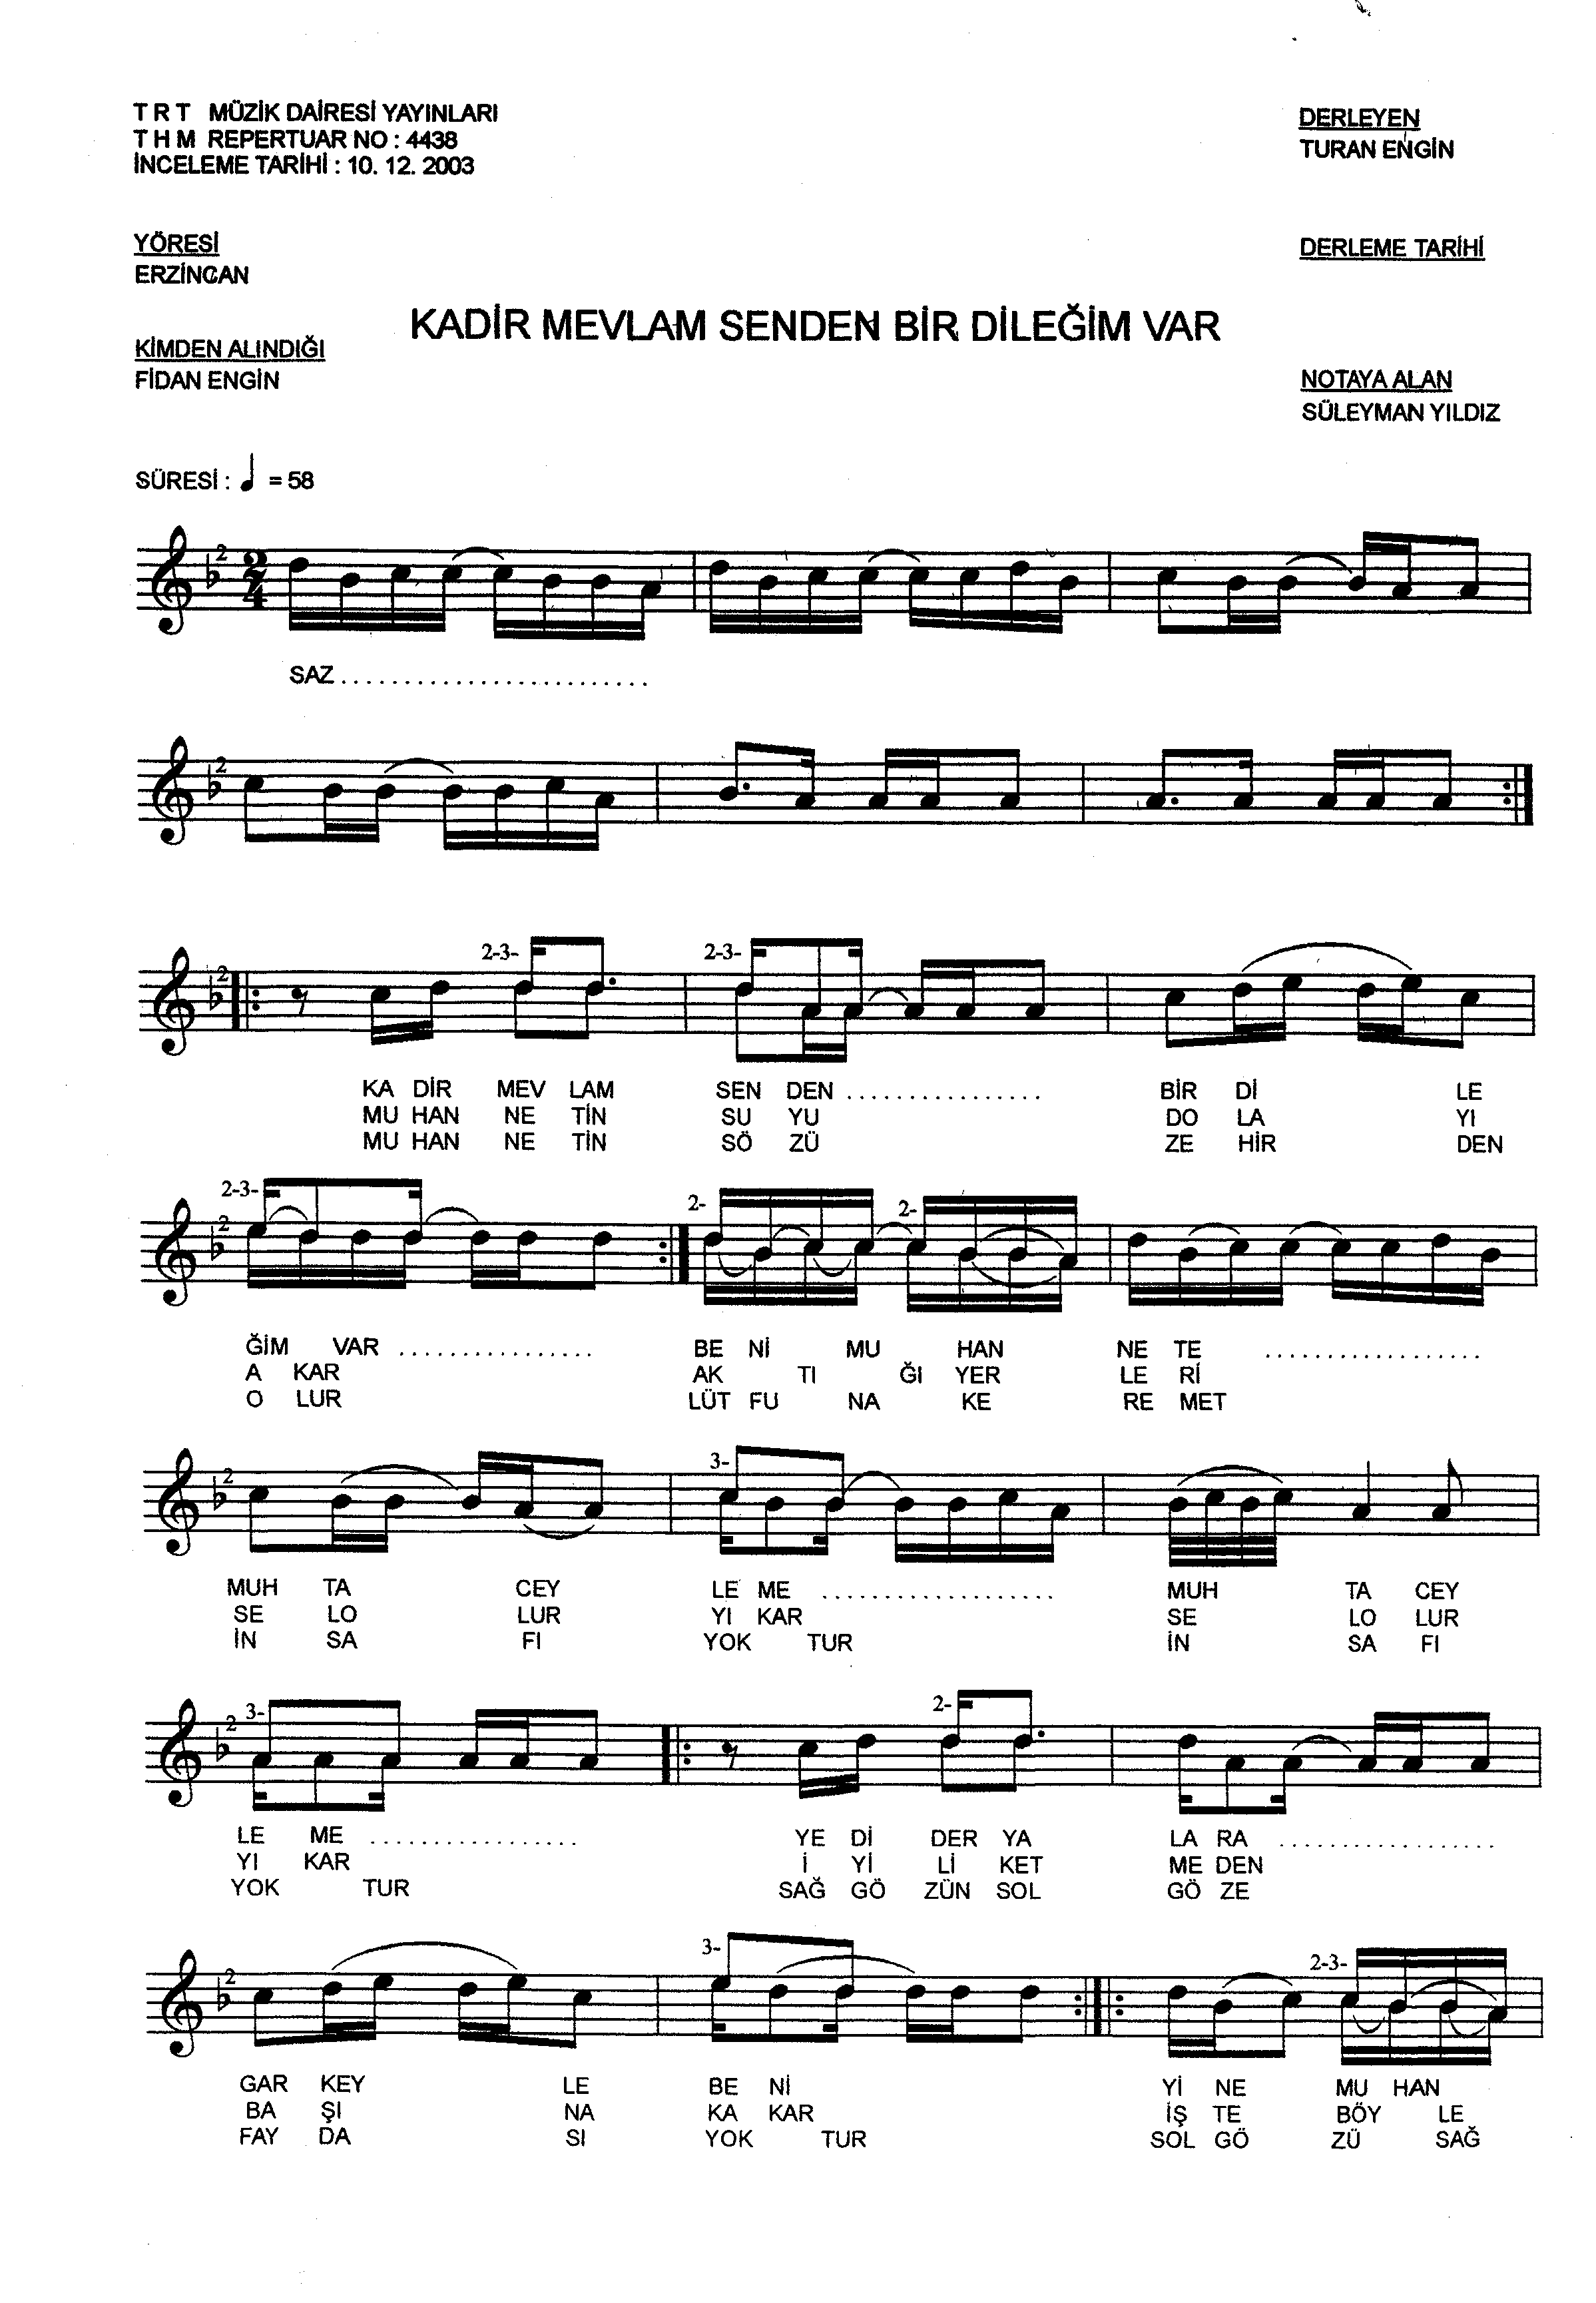 T R T MÜZİK DAİRESİ YAYINLARI
T H M REPERTUAR NO : 4438
İNCELEME TARİHİ : 10. 12. 2003
DERLEYEN
TURAN ENGİN
YÖRESİ
ERZİNCAN
DERLEME TARİHİ
KADİR MEVLAM SENDEN BİR DİLEĞİM VAR
KİMDEN ALINDIĞI
FİDAN ENGİN
NOTAYA ALAN
SÜLEYMAN YILDIZ
SÜRESİ : ♩ = 58
2 2 4
SAZ . . . . . . . . . . . . . . . . . . . . . . . .
2
2 2-3- 2-3-
KA DİR MEV LAM SEN DEN . . . . . . . . . . . . . . . . BİR Dİ LE
MU HAN NE TİN SU YU DO LA YI
MU HAN NE TİN SÖ ZÜ ZE HİR DEN
2 2-3- 2- 2-
ĞİM VAR . . . . . . . . . . . . . . . . BE Nİ MU HAN NE TE . . . . . . . . . . . . . . . . .
A KAR AK TI ĞI YER LE Rİ
O LUR LÜT FU NA KE RE MET
2 3-
MUH TA CEY LE ME . . . . . . . . . . . . . . . . . . MUH TA CEY
SE LO LUR YI KAR SE LO LUR
İN SA FI YOK TUR İN SA FI
2 3- 2-
LE ME . . . . . . . . . . . . . . . . . YE Dİ DER YA LA RA . . . . . . . . . . . . . . . . .
YI KAR İ Yİ Lİ KET ME DEN
YOK TUR SAĞ GÖ ZÜN SOL GÖ ZE
2 3- 2-3-
GAR KEY LE BE Nİ Yİ NE MU HAN
BA ŞI NA KA KAR İŞ TE BÖY LE
FAY DA SI YOK TUR SOL GÖ ZÜ SAĞ